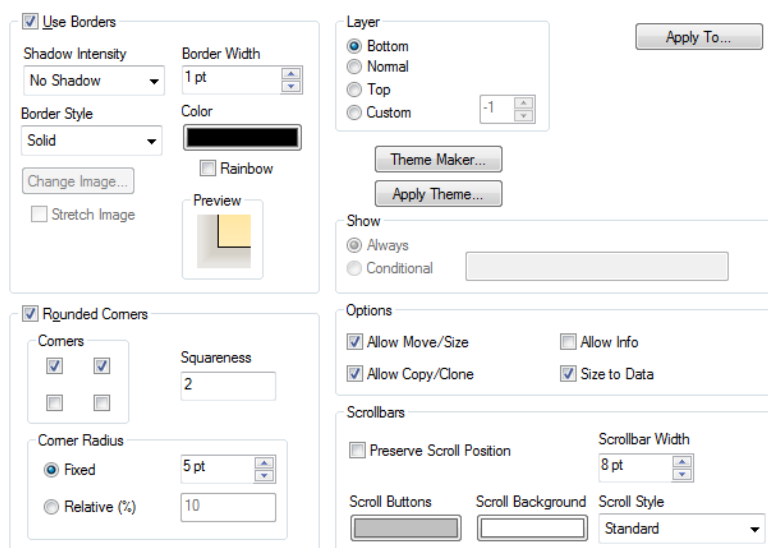 Use Borders
Shadow Intensity
Border Width
No Shadow
1 pt
Border Style
Color
Solid
Rainbow
Change Image...
Stretch Image
Preview
Rounded Corners
Corners
Squareness
2
Corner Radius
Fixed
5 pt
Relative (%)
10
Layer
Bottom
Normal
Top
Custom
-1
Apply To...
Theme Maker...
Apply Theme...
Show
Always
Conditional
Options
Allow Move/Size
Allow Info
Allow Copy/Clone
Size to Data
Scrollbars
Preserve Scroll Position
Scrollbar Width
8 pt
Scroll Buttons
Scroll Background
Scroll Style
Standard